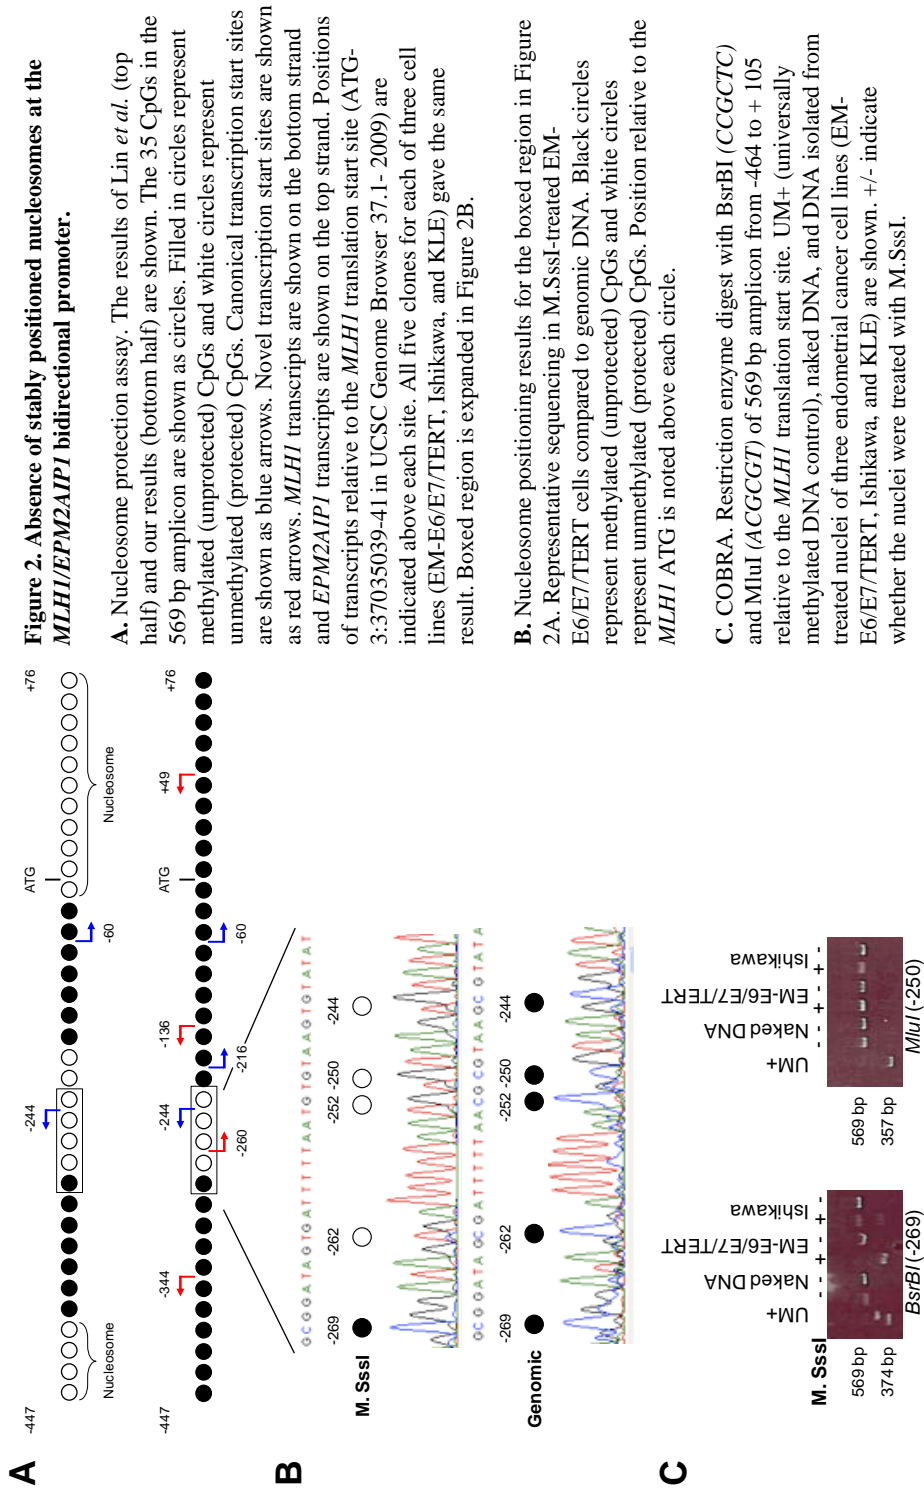 Figure 2. Absence of stably positioned nucleosomes at the
MLH1/EPM2AIP1 bidirectional promoter.
A. Nucleosome protection assay. The results of Lin et al. (top
half) and our results (bottom half) are shown. The 35 CpGs in the
569 bp amplicon are shown as circles. Filled in circles represent
methylated (unprotected) CpGs and white circles represent
unmethylated (protected) CpGs. Canonical transcription start sites
are shown as blue arrows. Novel transcription start sites are shown
as red arrows. MLH1 transcripts are shown on the bottom strand
and EPM2AIP1 transcripts are shown on the top strand. Positions
of transcripts relative to the MLH1 translation start site (ATG-
3:37035039-41 in UCSC Genome Browser 37.1- 2009) are
indicated above each site. All five clones for each of three cell
lines (EM-E6/E7/TERT, Ishikawa, and KLE) gave the same
result. Boxed region is expanded in Figure 2B.
B. Nucleosome positioning results for the boxed region in Figure
2A. Representative sequencing in M.SssI-treated EM-
E6/E7/TERT cells compared to genomic DNA. Black circles
represent methylated (unprotected) CpGs and white circles
represent unmethylated (protected) CpGs. Position relative to the
MLH1 ATG is noted above each circle.
C. COBRA. Restriction enzyme digest with BsrBI (CCGCTC)
and MluI (ACGCGT) of 569 bp amplicon from -464 to + 105
relative to the MLH1 translation start site. UM+ (universally
methylated DNA control), naked DNA, and DNA isolated from
treated nuclei of three endometrial cancer cell lines (EM-
E6/E7/TERT, Ishikawa, and KLE) are shown. +/- indicate
whether the nuclei were treated with M.SssI.
A
-447
-244
ATG
+76
Nucleosome
-60
Nucleosome
-447
-344
-244
-136
ATG
+49
+76
-260
-216
-60
B
GCGGATAGTGATTTTTAATGTGTAAGTGTATAT
-269
-262
-252
-250
-244
M. SssI
GCGGATAGCGATTTTTAACGCGTAAGCGTATA
-269
-262
-252
-250
-244
Genomic
C
M. SssI
UM+
Naked DNA
EM-E6/E7/TERT
Ishikawa
- + - + -
569 bp
374 bp
BsrBI (-269)
UM+
Naked DNA
EM-E6/E7/TERT
Ishikawa
- - + - + -
569 bp
357 bp
MluI (-250)